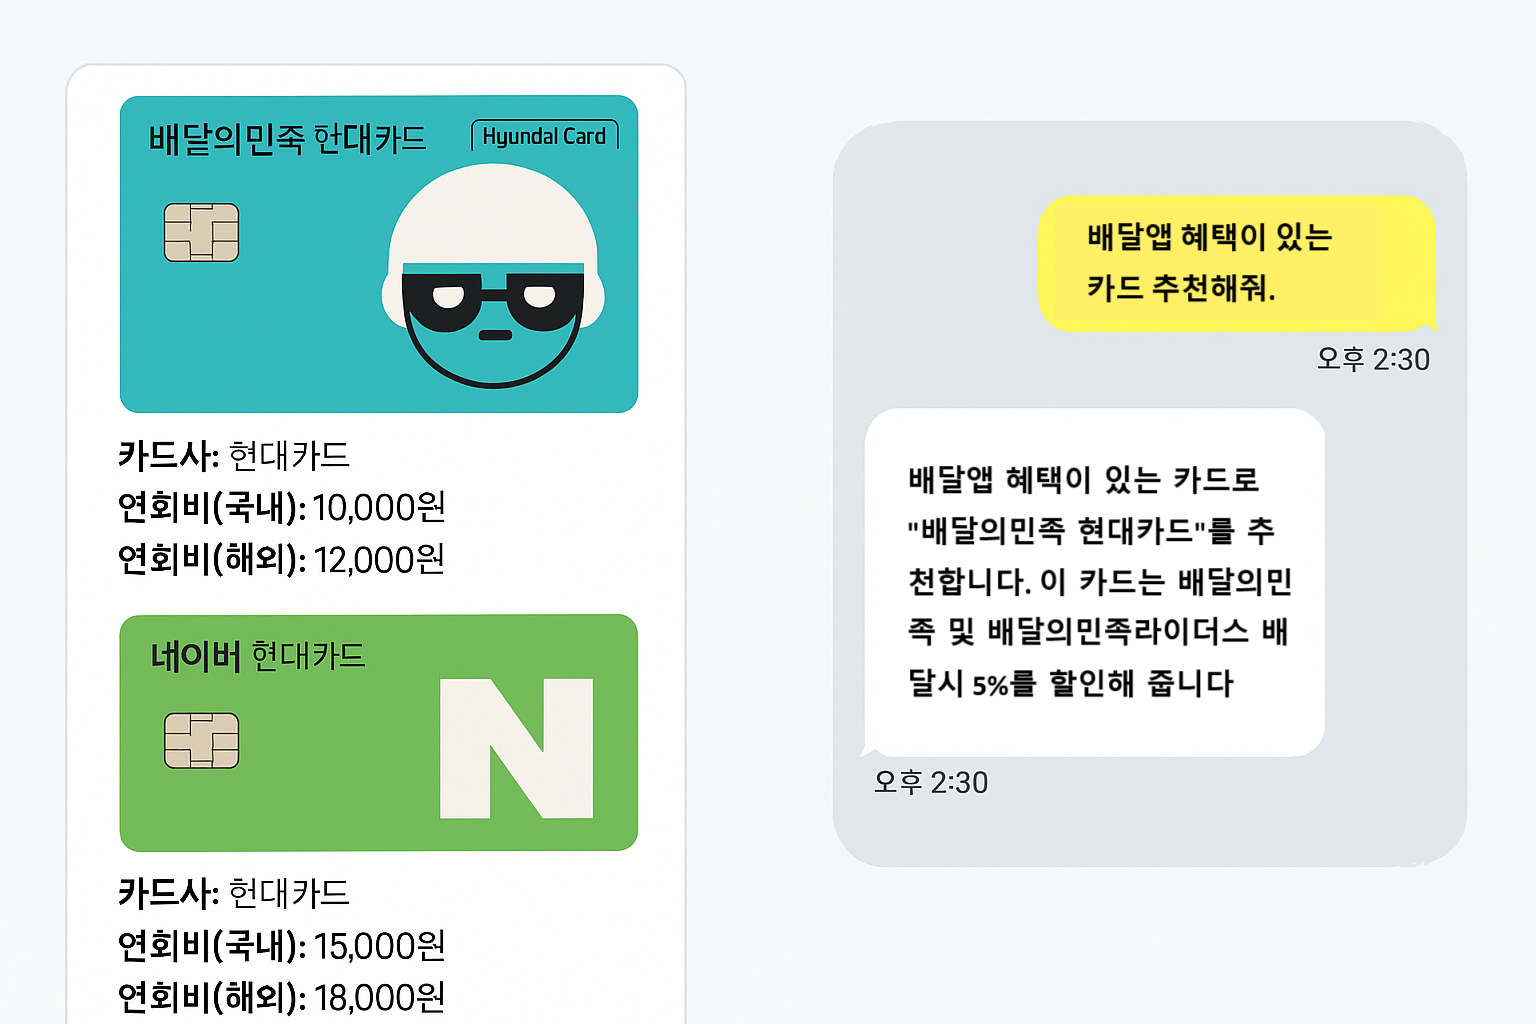 배달의민족 한대카드
Hyundal Card
카드사: 현대카드
연회비(국내): 10,000원
연회비(해외): 12,000원
네이버 현대카드
N
카드사: 헌대카드
연회비(국내): 15,000원
연회비(해외): 18,000원
배달앱 혜택이 있는
카드 추천해줘.
오후 2:30
배달앱 혜택이 있는 카드로
"배달의민족 현대카드"를 추
천합니다. 이 카드는 배달의민
족 및 배달의민족라이더스 배
달시 5%를 할인해 줍니다
오후 2:30